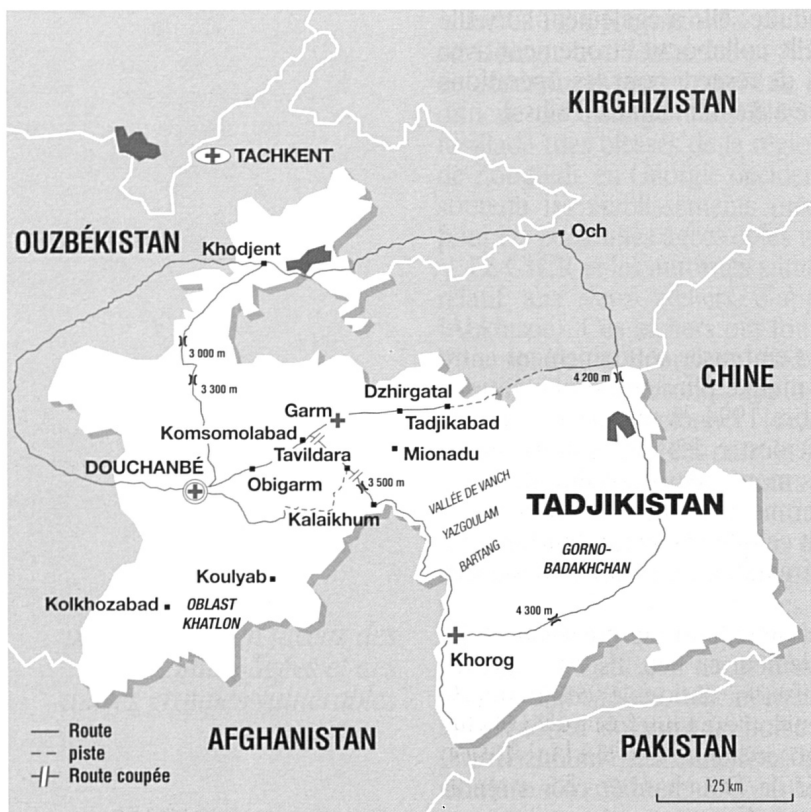 KIRGHIZISTAN
TACHKENT
OUZBÉKISTAN
Khodjent
Och
3 000 m
3 300 m
4 200 m
CHINE
Dzhirgatal
Garm
Tadjikabad
Komsomolabad
Mionadu
Tavildara
DOUCHANBÉ
Obigarm
3 500 m
VALLÉE DE VANCH
YAZGOULAM
BARTANG
TADJIKISTAN
Kalaikhum
GORNO-
BADAKHCHAN
Koulyab
Kolkhozabad
OBLAST
KHATLON
4 300 m
Khorog
Route
piste
Route coupée
AFGHANISTAN
PAKISTAN
125 km